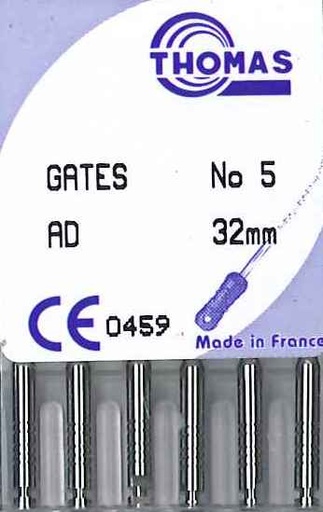 THOMAS
GATES No 5
AD 32mm
CE 0459
Made in France